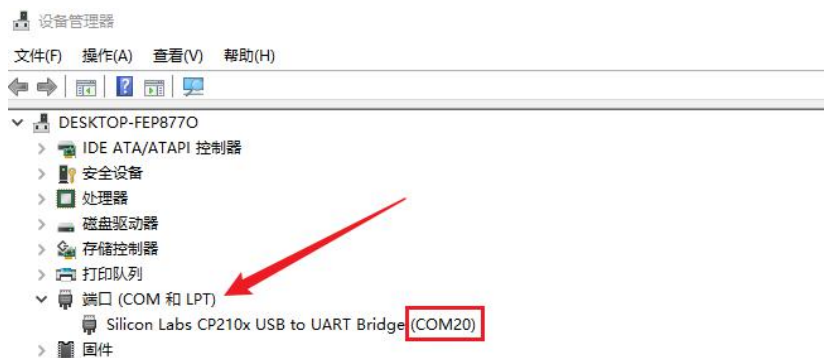 设备管理器
文件(F) 操作(A) 查看(V) 帮助(H)
DESKTOP-FEP877O
IDE ATA/ATAPI 控制器
安全设备
处理器
磁盘驱动器
存储控制器
打印队列
端口 (COM 和 LPT)
Silicon Labs CP210x USB to UART Bridge (COM20)
固件